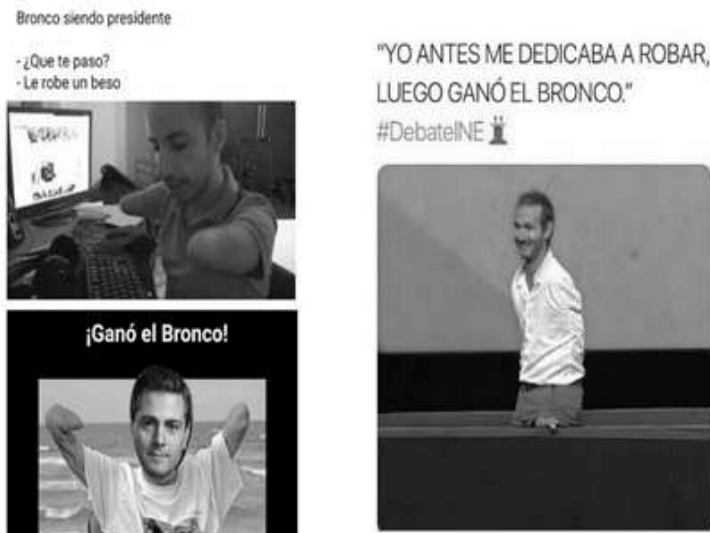 Bronco siendo presidente
- ¿Que te paso?
- Le robe un beso
¡Ganó el Bronco!
"YO ANTES ME DEDICABA A ROBAR,
LUEGO GANÓ EL BRONCO."
#DebateINE